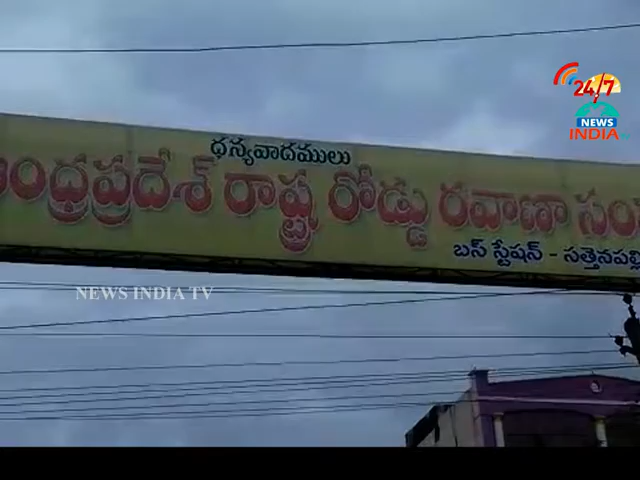 24/7
NEWS
INDIA
ధన్యవాదములు
ఆంధ్రప్రదేశ్ రాష్ట్ర రోడ్డు రవాణా సంస
బస్ స్టేషన్ - సత్తెనపల్లి
NEWS INDIA TV